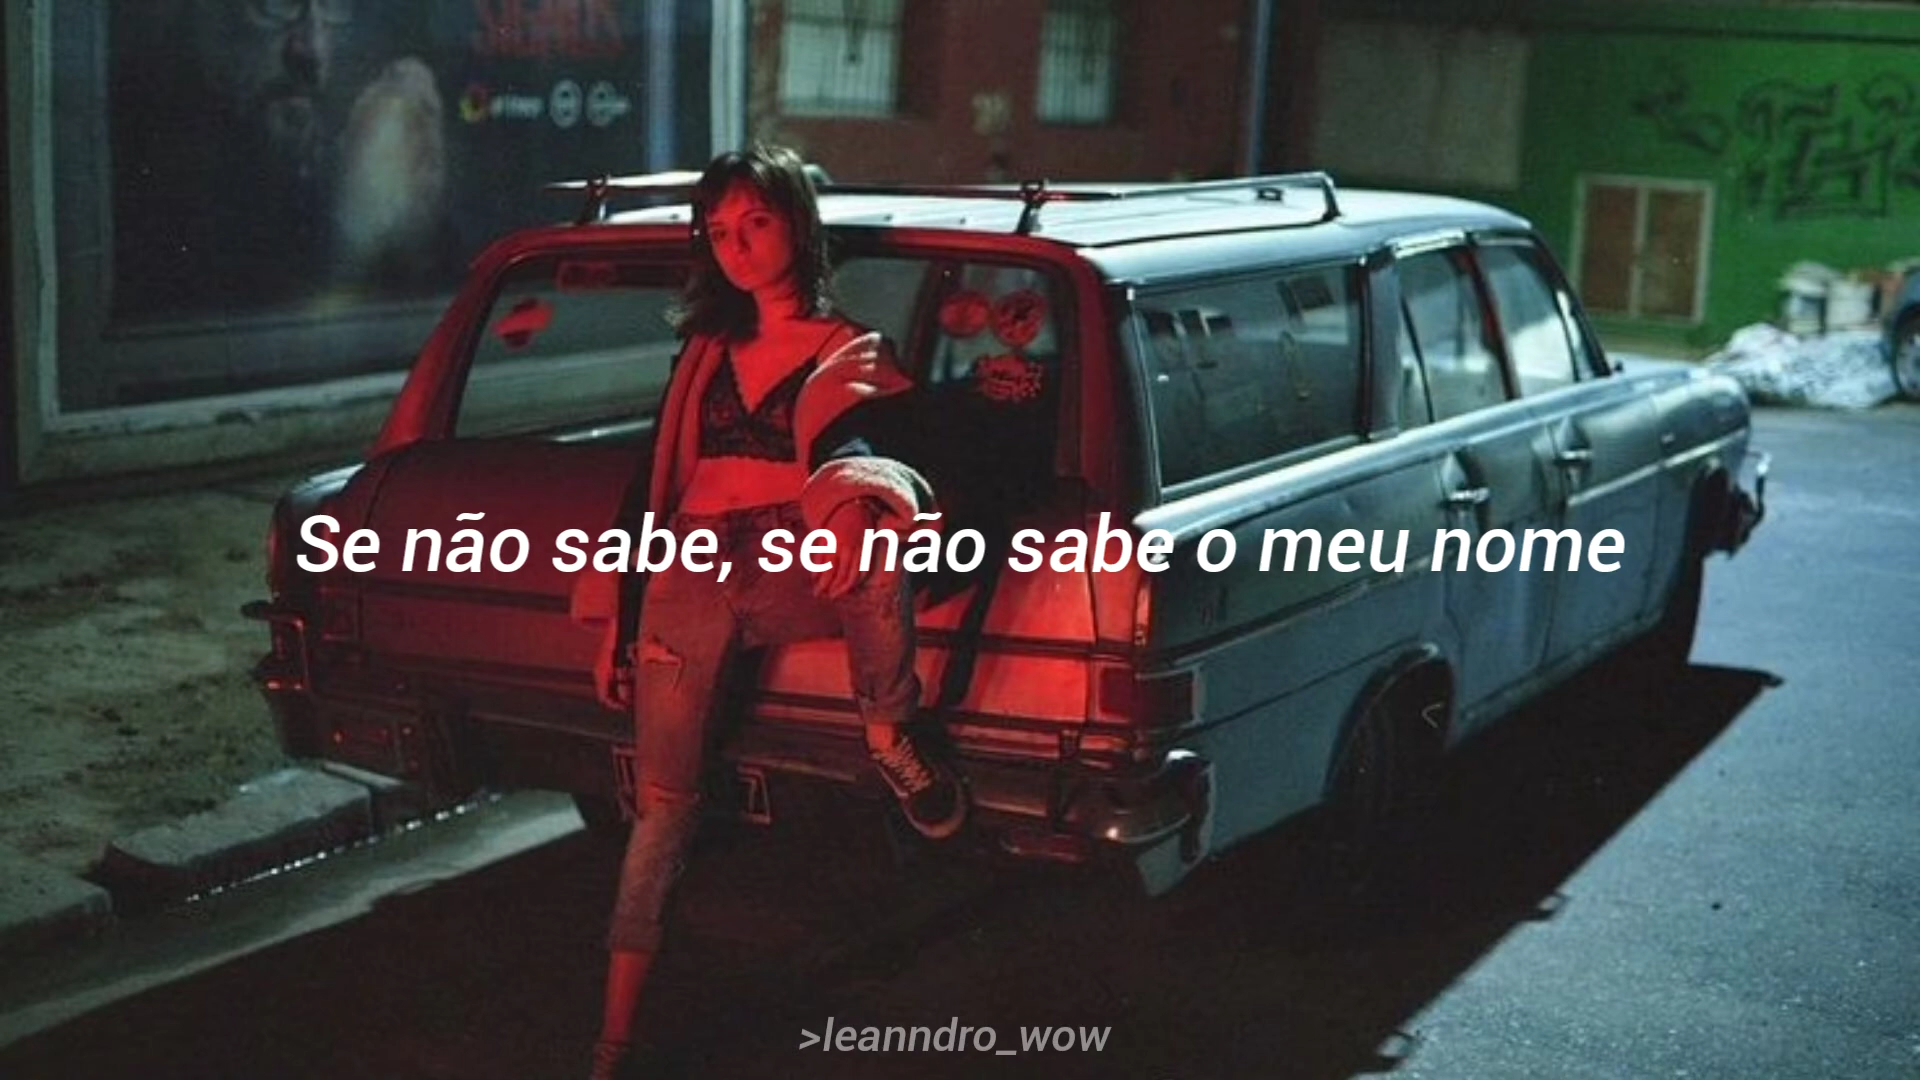 Se não sabe, se não sabe o meu nome
>leanndro_wow